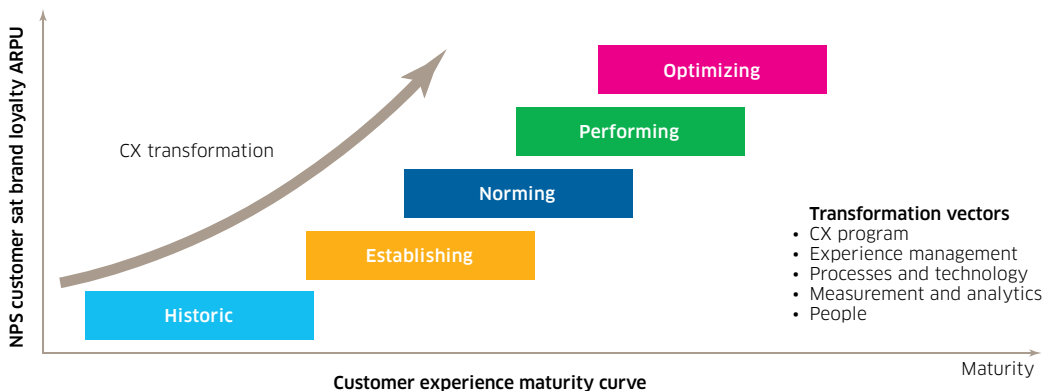 NPS customer sat brand loyalty ARPU
CX transformation
Optimizing
Performing
Norming
Establishing
Historic
Transformation vectors
• CX program
• Experience management
• Processes and technology
• Measurement and analytics
• People
Maturity
Customer experience maturity curve